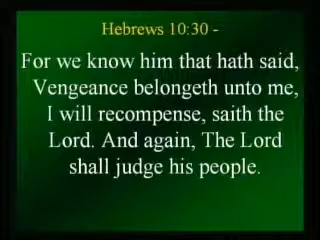 Hebrews 10:30 -
For we know him that hath said,
Vengeance belongeth unto me,
I will recompense, saith the
Lord. And again, The Lord
shall judge his people.